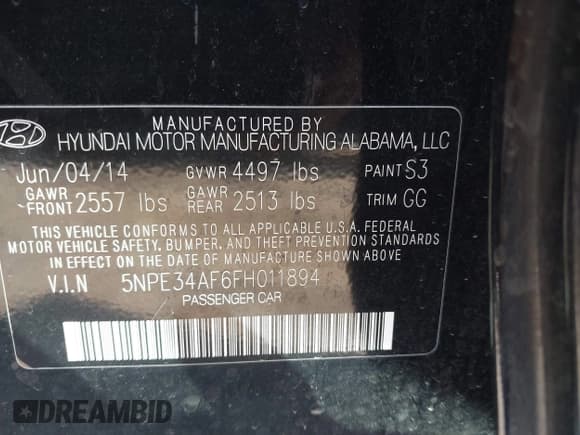 MANUFACTURED BY
HYUNDAI MOTOR MANUFACTURING ALABAMA, LLC
Jun/04/14 GVWR 4497 lbs PAINT S3
GAWR FRONT 2557 lbs GAWR REAR 2513 lbs TRIM GG
THIS VEHICLE CONFORMS TO ALL APPLICABLE U.S.A. FEDERAL
MOTOR VEHICLE SAFETY, BUMPER, AND THEFT PREVENTION STANDARDS
IN EFFECT ON THE DATE OF MANUFACTURE SHOWN ABOVE.
V.I.N 5NPE34AF6FH011894
PASSENGER CAR
DREAMBID